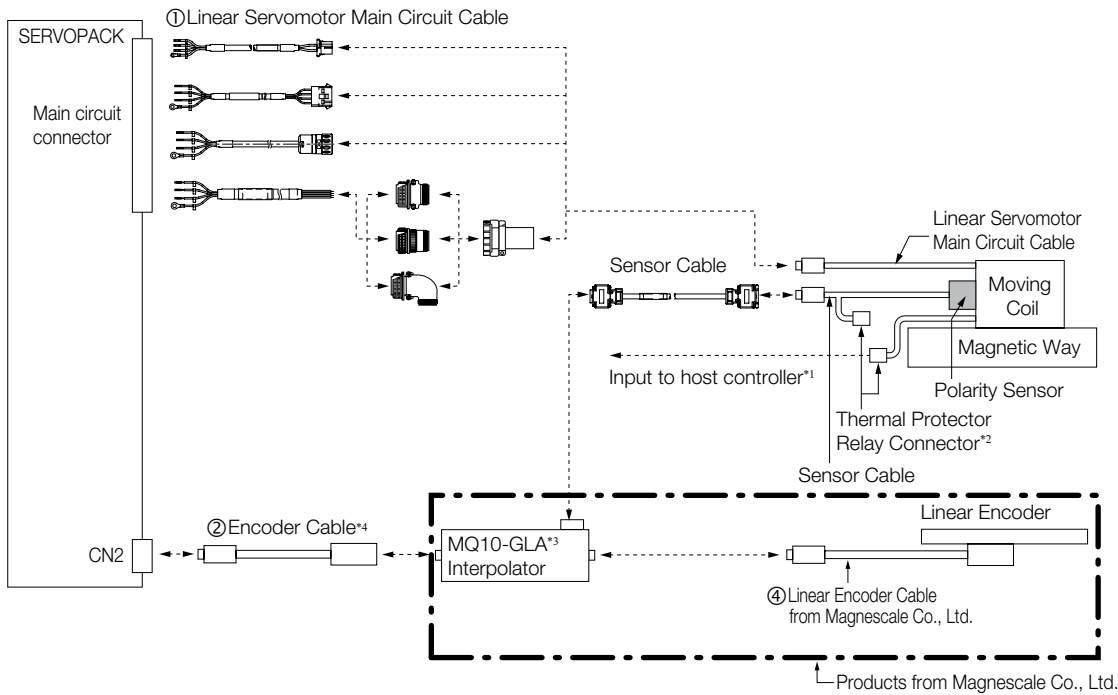 ①Linear Servomotor Main Circuit Cable
SERVOPACK
Main circuit
connector
Linear Servomotor
Main Circuit Cable
Sensor Cable
Moving
Coil
Magnetic Way
Input to host controller*1
Polarity Sensor
Thermal Protector
Relay Connector*2
Sensor Cable
②Encoder Cable*4
Linear Encoder
CN2
MQ10-GLA*3
Interpolator
④Linear Encoder Cable
from Magnescale Co., Ltd.
Products from Magnescale Co., Ltd.